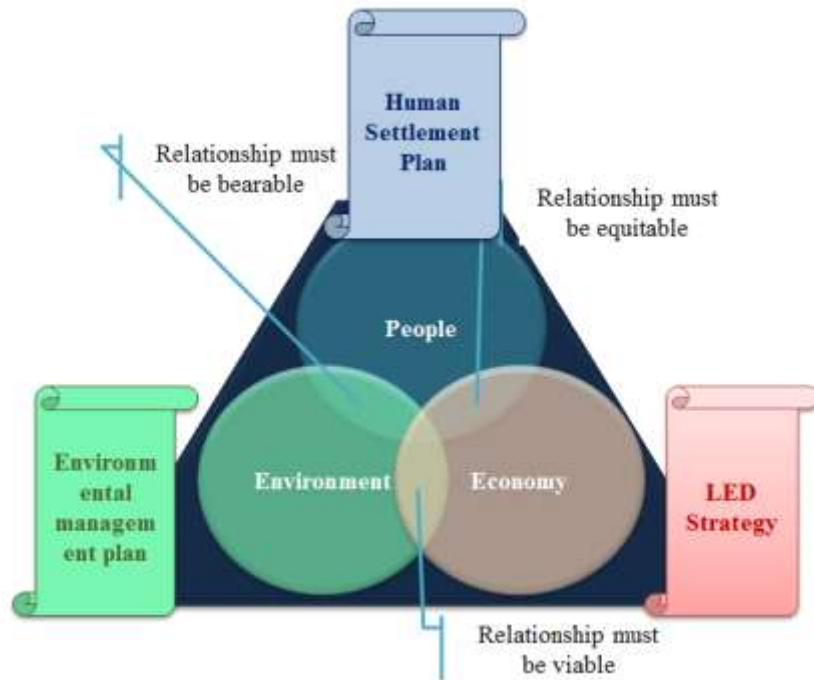 Human
Settlement
Plan
Relationship must
be bearable
Relationship must
be equitable
People
Environm
ental
managem
ent plan
Environment
Economy
LED
Strategy
Relationship must
be viable